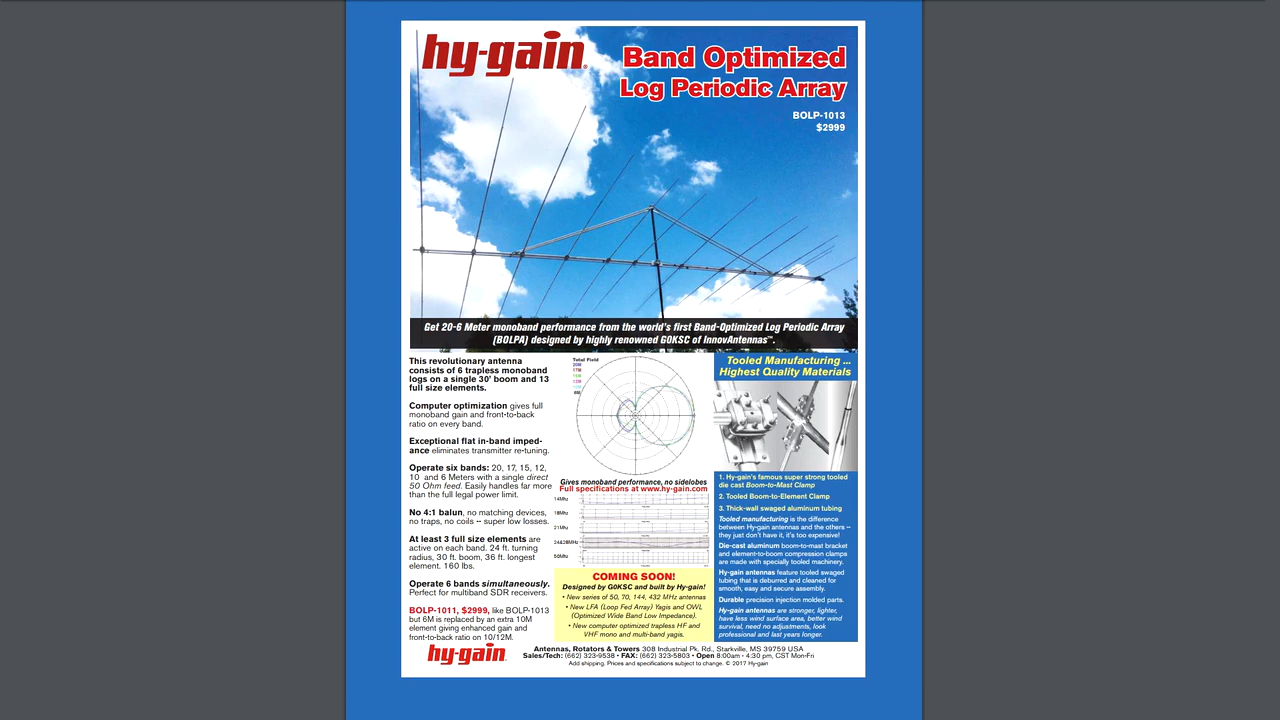 hy-gain
Band Optimized
Log Periodic Array
BOLP-1013
$2999
Get 20-6 Meter monoband performance from the world's first Band-Optimized Log Periodic Array
(BOLPA) designed by highly renowned G0KSC of InnovAntennas™.
This revolutionary antenna
consists of 6 trapless monoband
logs on a single 30' boom and 13
full size elements.
Computer optimization gives full
monoband gain and front-to-back
ratio on every band.
Exceptional flat in-band imped-
ance eliminates transmitter re-tuning.
Operate six bands: 20, 17, 15, 12,
10 and 6 Meters with a single direct
50 Ohm feed. Easily handles far more
than the full legal power limit.
No 4:1 balun, no matching devices,
no traps, no coils -- super low losses.
At least 3 full size elements are
active on each band. 24 ft. turning
radius, 30 ft. boom, 36 ft. longest
element. 160 lbs.
Operate 6 bands simultaneously.
Perfect for multiband SDR receivers.
BOLP-1011, $2999, like BOLP-1013
but 6M is replaced by an extra 10M
element giving enhanced gain and
front-to-back ratio on 10/12M.
Total Field
20M
17M
6M
Gives monoband performance, no sidelobes
Full specifications at www.hy-gain.com
14Mhz
18Mhz
21Mhz
24&28MHz
50Mhz
COMING SOON!
Designed by G0KSC and built by Hy-gain!
• New series of 50, 70, 144, 432 MHz antennas
• New LFA (Loop Fed Array) Yagis and OWL
(Optimized Wide Band Low Impedance).
• New computer optimized trapless HF and
VHF mono and multi-band yagis.
Tooled Manufacturing ...
Highest Quality Materials
1. Hy-gain's famous super strong tooled
die cast Boom-to-Mast Clamp
2. Tooled Boom-to-Element Clamp
3. Thick-wall swaged aluminum tubing
Tooled manufacturing is the difference
between Hy-gain antennas and the others --
they just don't have it, it's too expensive!
Die-cast aluminum boom-to-mast bracket
and element-to-boom compression clamps
are made with specially tooled machinery.
Hy-gain antennas feature tooled swaged
tubing that is deburred and cleaned for
smooth, easy and secure assembly.
Durable precision injection molded parts.
Hy-gain antennas are stronger, lighter,
have less wind surface area, better wind
survival, need no adjustments, look
professional and last years longer.
hy-gain
Antennas, Rotators & Towers 308 Industrial Pk. Rd., Starkville, MS 39759 USA
Sales/Tech: (662) 323-9538 • FAX: (662) 323-5803 • Open 8:00am - 4:30 pm, CST Mon-Fri
Add shipping. Prices and specifications subject to change. © 2017 Hy-gain